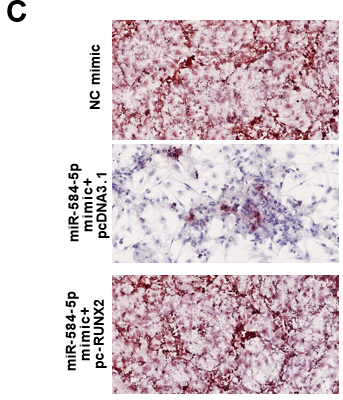 C
NC mimic
miR-584-5p
mimic+
pcDNA3.1
miR-584-5p
mimic+
pc-RUNX2